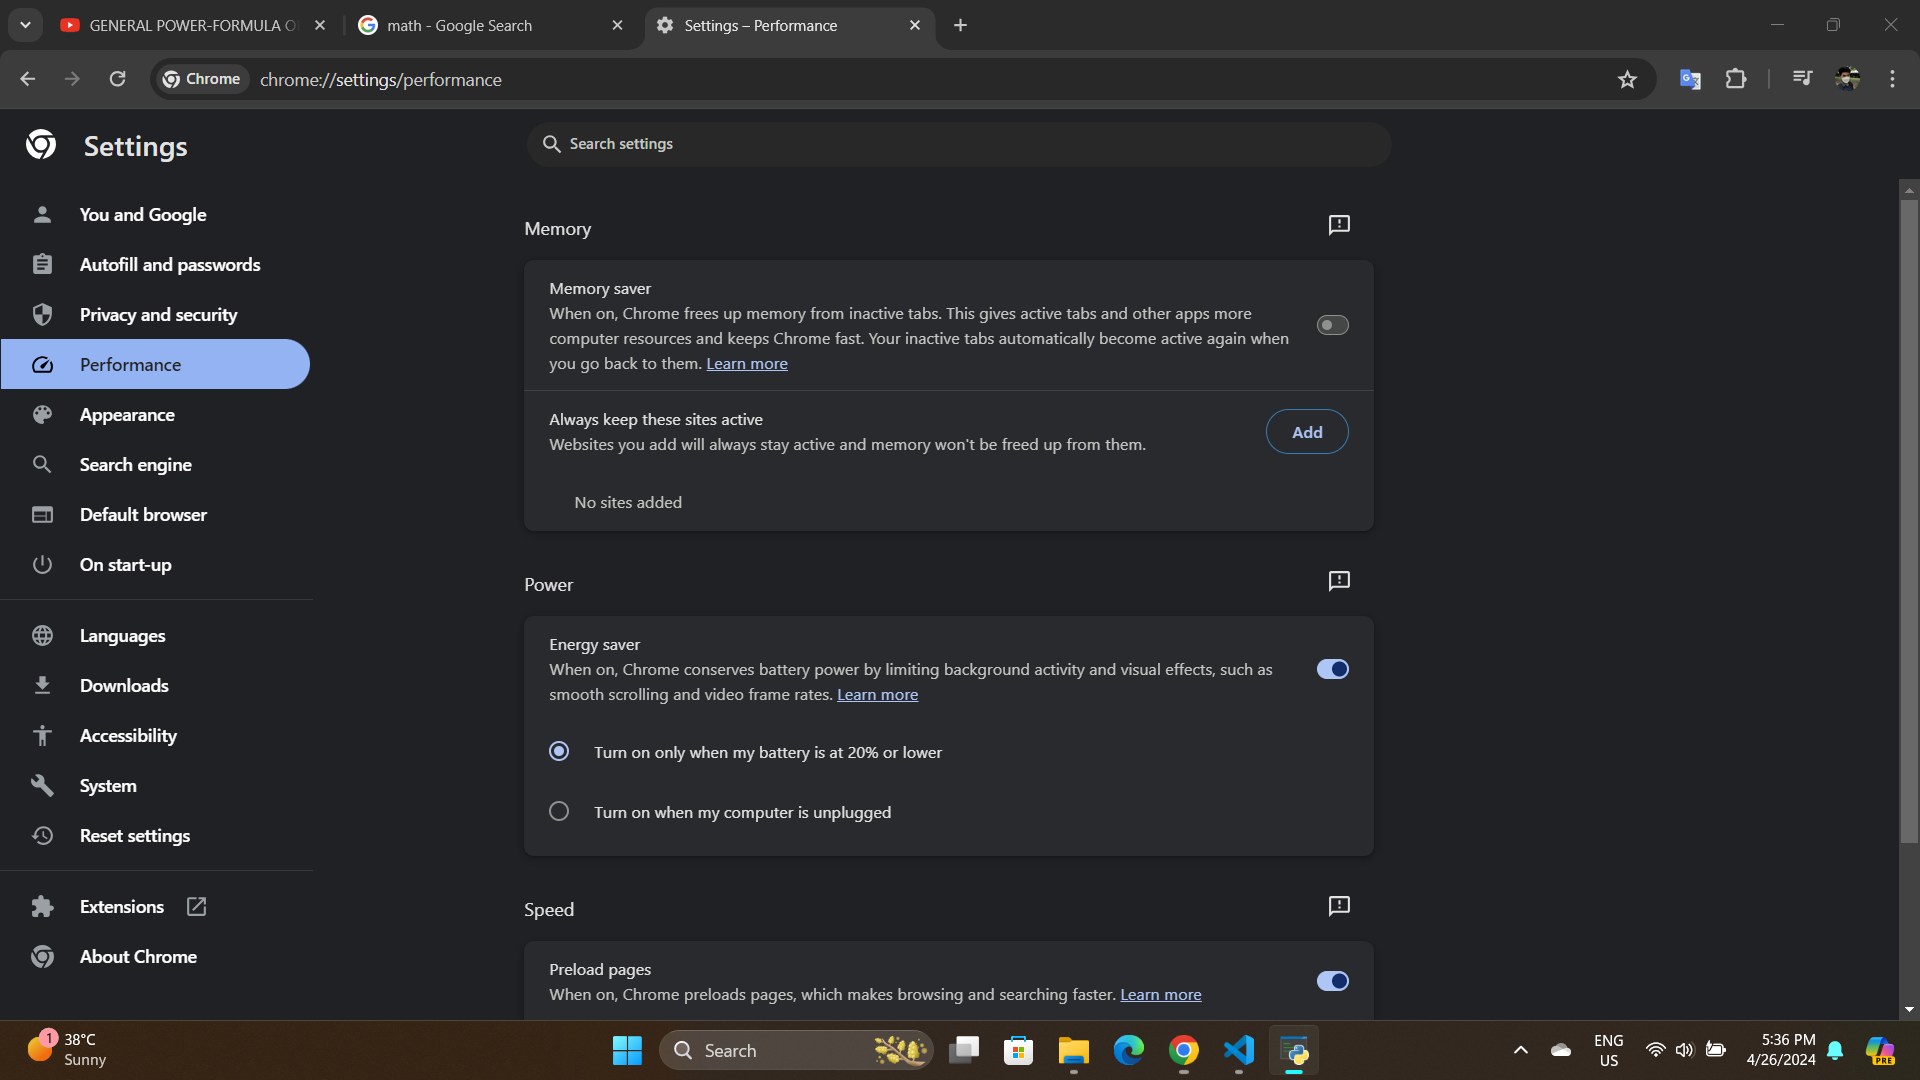 GENERAL POWER-FORMULA O
math - Google Search
Settings – Performance
Chrome
chrome://settings/performance
Settings
Search settings
You and Google
Autofill and passwords
Privacy and security
Performance
Appearance
Search engine
Default browser
On start-up
Languages
Downloads
Accessibility
System
Reset settings
Extensions
About Chrome
Memory
Memory saver
When on, Chrome frees up memory from inactive tabs. This gives active tabs and other apps more
computer resources and keeps Chrome fast. Your inactive tabs automatically become active again when
you go back to them. Learn more
Always keep these sites active
Websites you add will always stay active and memory won't be freed up from them.
Add
No sites added
Power
Energy saver
When on, Chrome conserves battery power by limiting background activity and visual effects, such as
smooth scrolling and video frame rates. Learn more
Turn on only when my battery is at 20% or lower
Turn on when my computer is unplugged
Speed
Preload pages
When on, Chrome preloads pages, which makes browsing and searching faster. Learn more
1
38°C
Sunny
Search
ENG
US
5:36 PM
4/26/2024
PRE